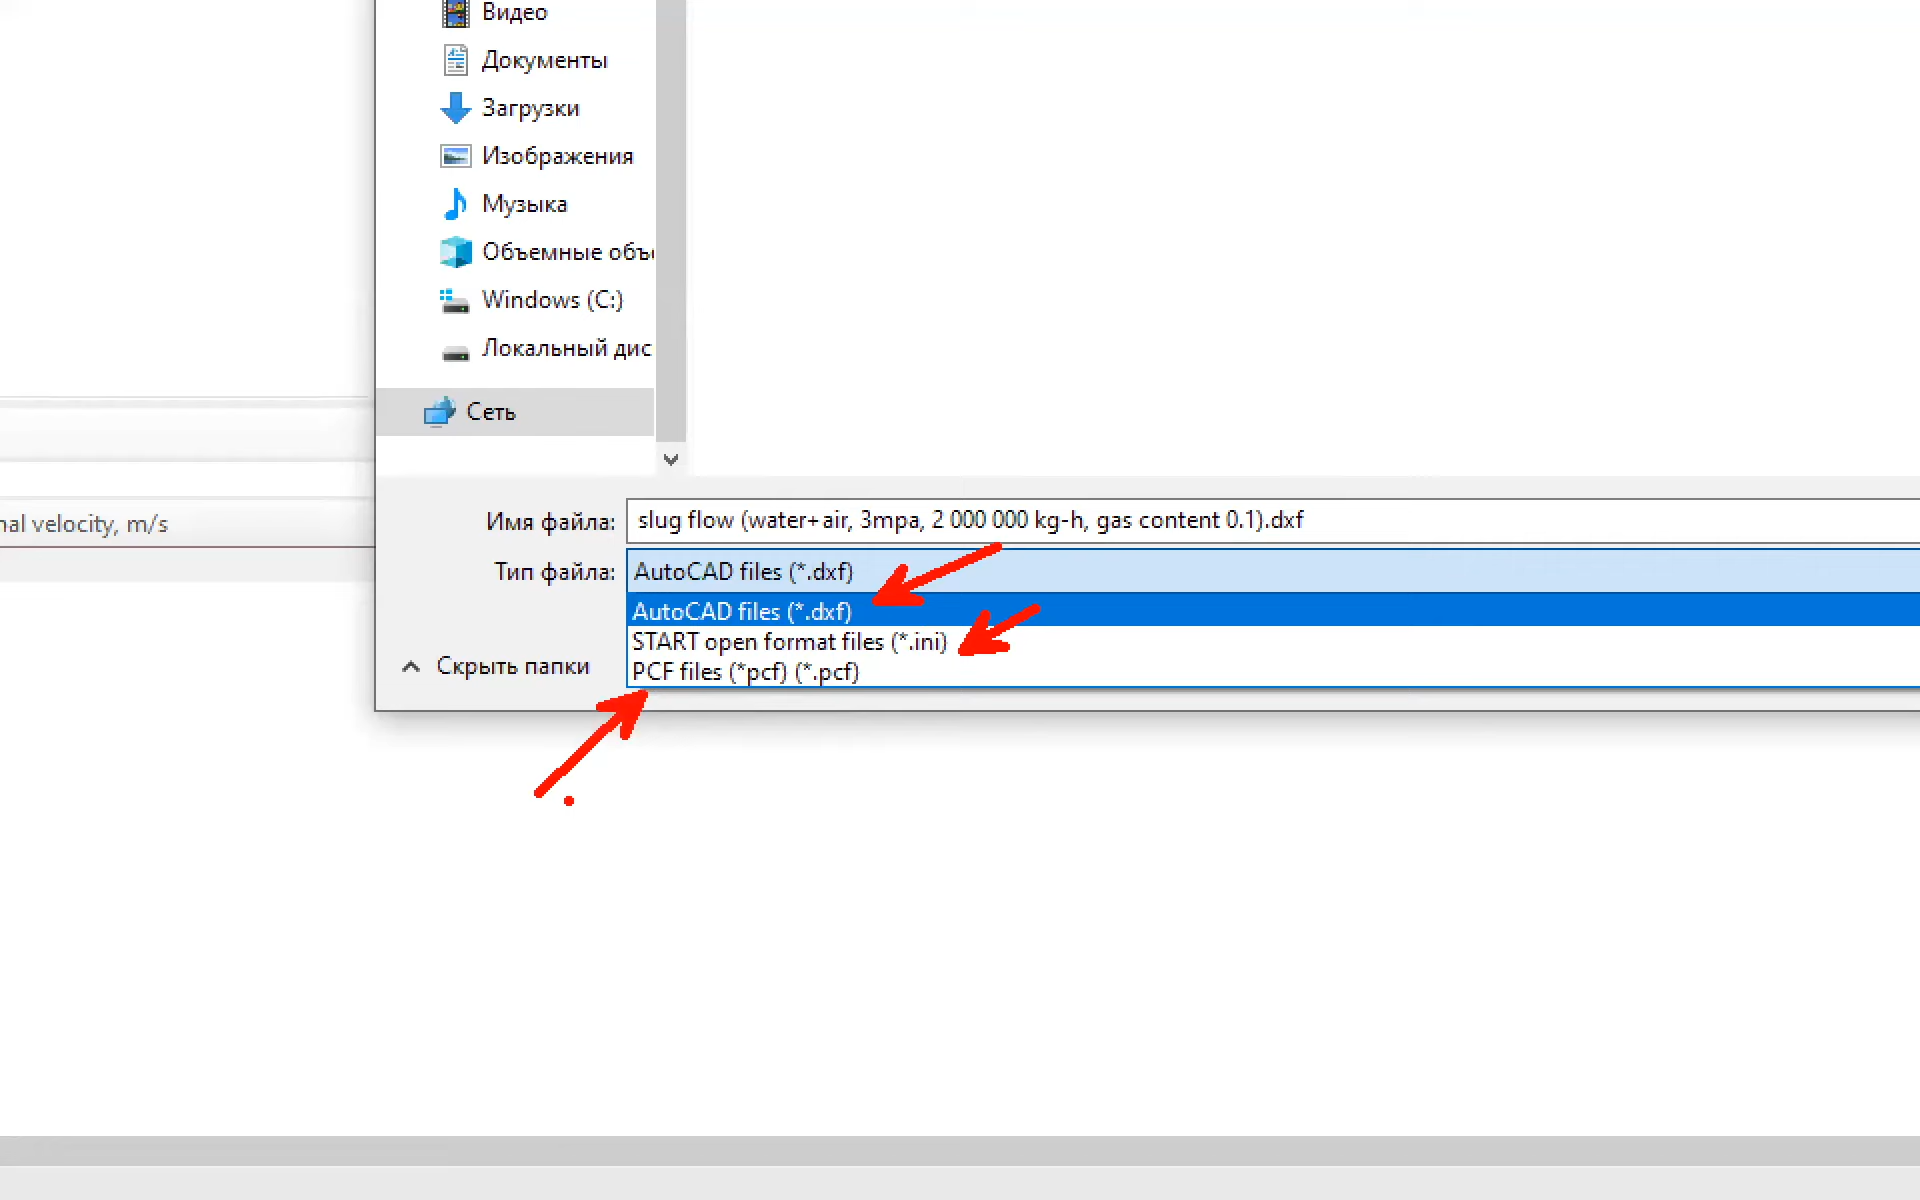 Видео
Документы
Загрузки
Изображения
Музыка
Объемные объ
Windows (C:)
Локальный дис
Сеть
nal velocity, m/s
Имя файла: slug flow (water+air, 3mpa, 2 000 000 kg-h, gas content 0.1).dxf
Тип файла: AutoCAD files (*.dxf)
AutoCAD files (*.dxf)
START open format files (*.ini)
PCF files (*pcf) (*.pcf)
Скрыть папки